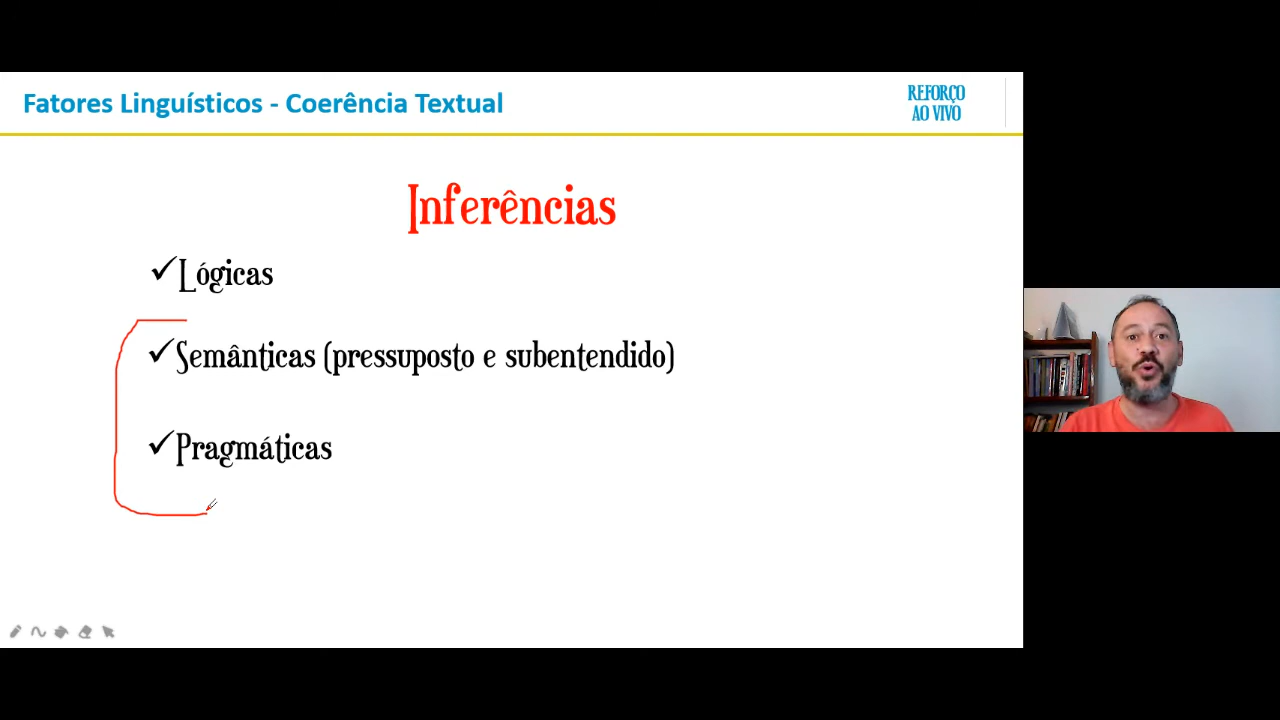 Fatores Linguísticos - Coerência Textual
REFORÇO
AO VIVO
Inferências
✓Lógicas
✓Semânticas (pressuposto e subentendido)
✓Pragmáticas